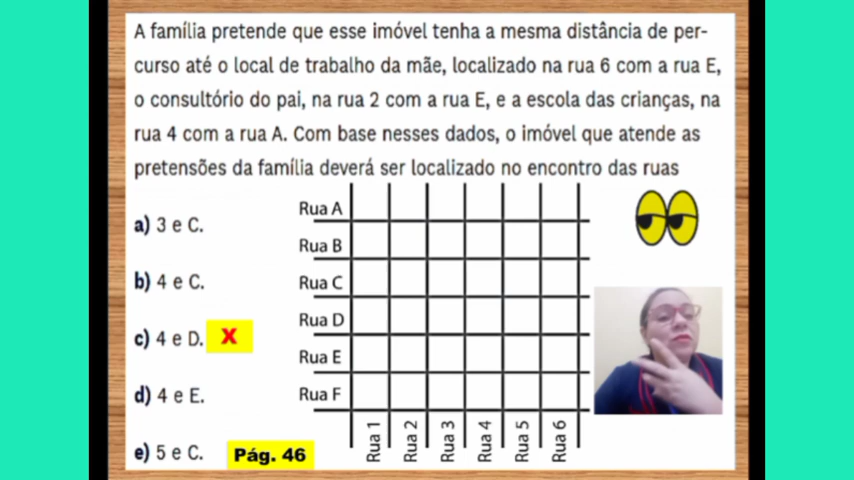 A família pretende que esse imóvel tenha a mesma distância de per-
curso até o local de trabalho da mãe, localizado na rua 6 com a rua E,
o consultório do pai, na rua 2 com a rua E, e a escola das crianças, na
rua 4 com a rua A. Com base nesses dados, o imóvel que atende as
pretensões da família deverá ser localizado no encontro das ruas
a) 3 e C.
b) 4 e C.
c) 4 e D. X
d) 4 e E.
e) 5 e C.
Pág. 46
Rua A
Rua B
Rua C
Rua D
Rua E
Rua F
Rua 1
Rua 2
Rua 3
Rua 4
Rua 5
Rua 6